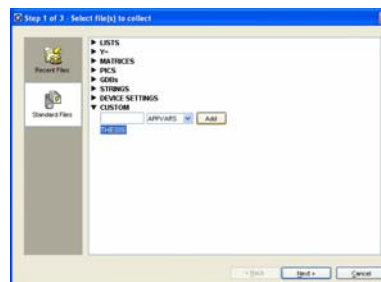 Step 1 of 3 - Select file(s) to collect
Recent Files
Standard Files
LISTS
Y=
MATRICES
PICS
GDBs
STRINGS
DEVICE SETTINGS
CUSTOM
APPVARS
Add
< Back
Next >
Cancel